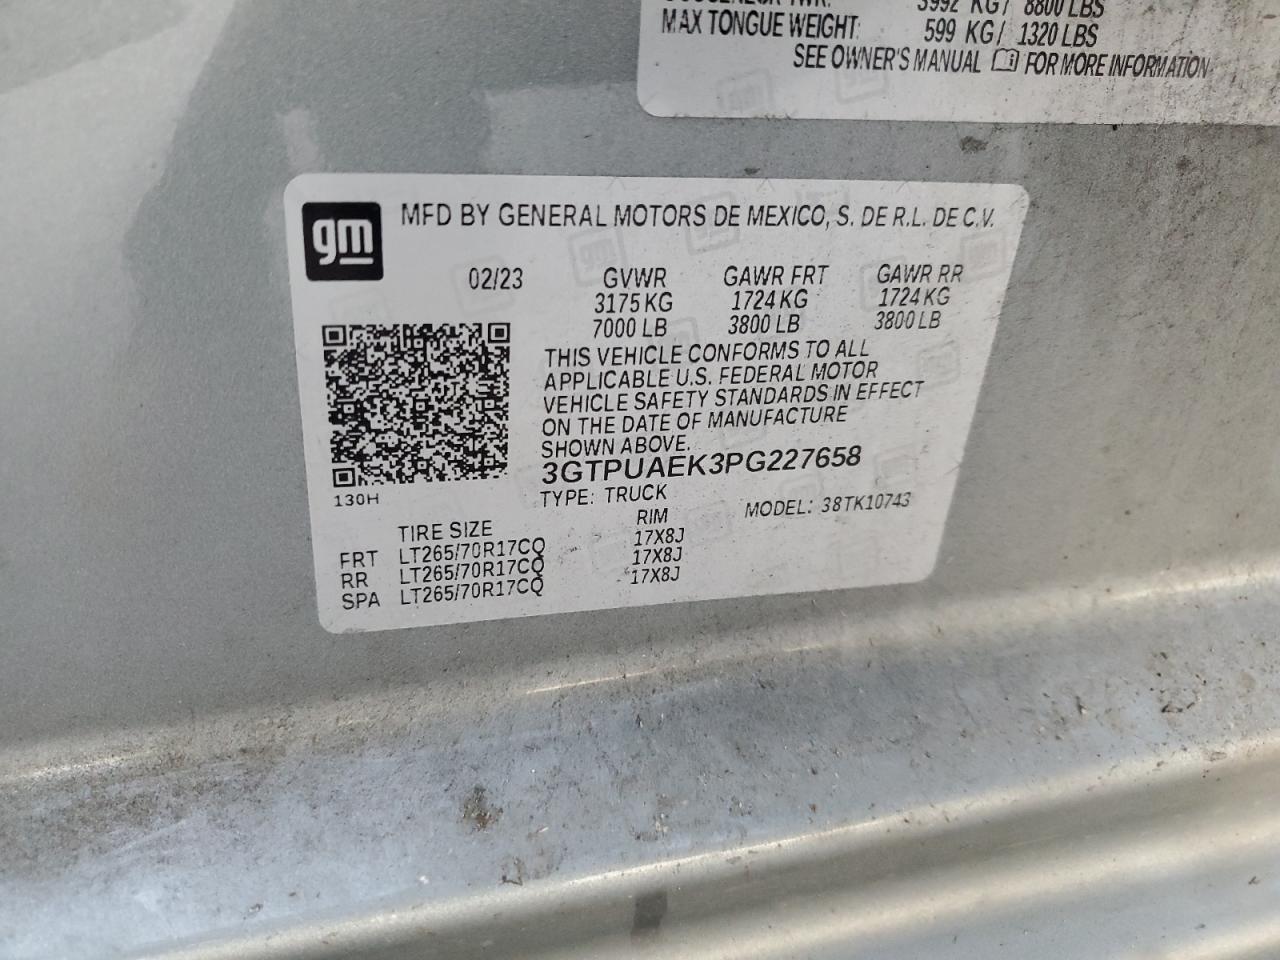 3992 KG/ 8800 LBS
MAX TONGUE WEIGHT: 599 KG/ 1320 LBS
SEE OWNER'S MANUAL FOR MORE INFORMATION
gm
MFD BY GENERAL MOTORS DE MEXICO, S. DE R.L. DE C.V.
02/23 GVWR GAWR FRT GAWR RR
3175 KG 1724 KG 1724 KG
7000 LB 3800 LB 3800 LB
THIS VEHICLE CONFORMS TO ALL
APPLICABLE U.S. FEDERAL MOTOR
VEHICLE SAFETY STANDARDS IN EFFECT
ON THE DATE OF MANUFACTURE
SHOWN ABOVE.
3GTPUAEK3PG227658
130H
TYPE: TRUCK MODEL: 38TK10743
TIRE SIZE RIM
FRT LT265/70R17CQ 17X8J
RR LT265/70R17CQ 17X8J
SPA LT265/70R17CQ 17X8J